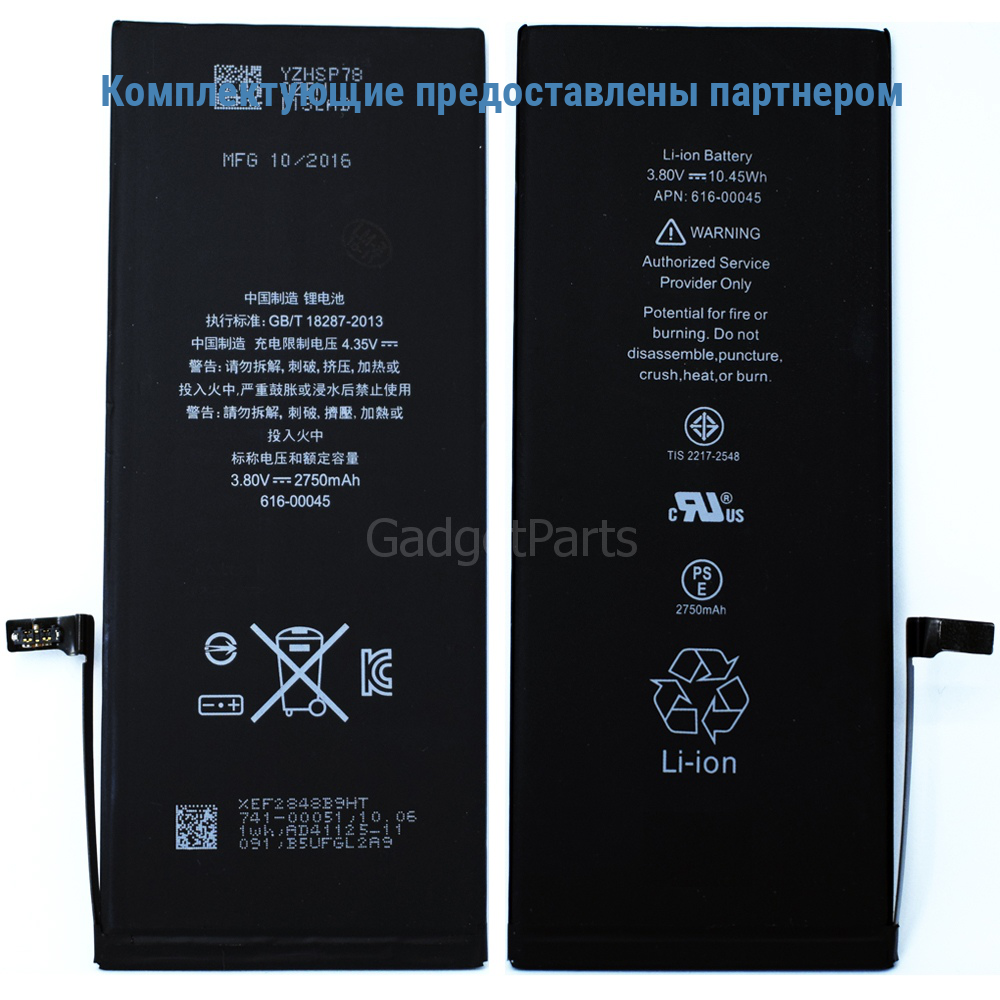 Комплектующие предоставлены партнером
YZHSP78
MFG 10/2016
中国制造 锂电池
执行标准: GB/T 18287-2013
中国制造 充电限制电压 4.35V
警告: 请勿拆解, 刺破, 挤压, 加热或
投入火中, 严重鼓胀或浸水后禁止使用
警告: 請勿拆解, 刺破, 擠壓, 加熱或
投入火中
标称电压和额定容量
3.80V 2750mAh
616-00045
XEF2848B9HT
741-00051,10.06
1wh,AD41125-11
091,B5UFGL2A9
Li-ion Battery
3.80V 10.45Wh
APN: 616-00045
WARNING
Authorized Service
Provider Only
Potential for fire or
burning. Do not
disassemble,puncture,
crush,heat,or burn.
TIS 2217-2548
c RU ® US
PS
E
2750mAh
Li-ion
GadgetParts